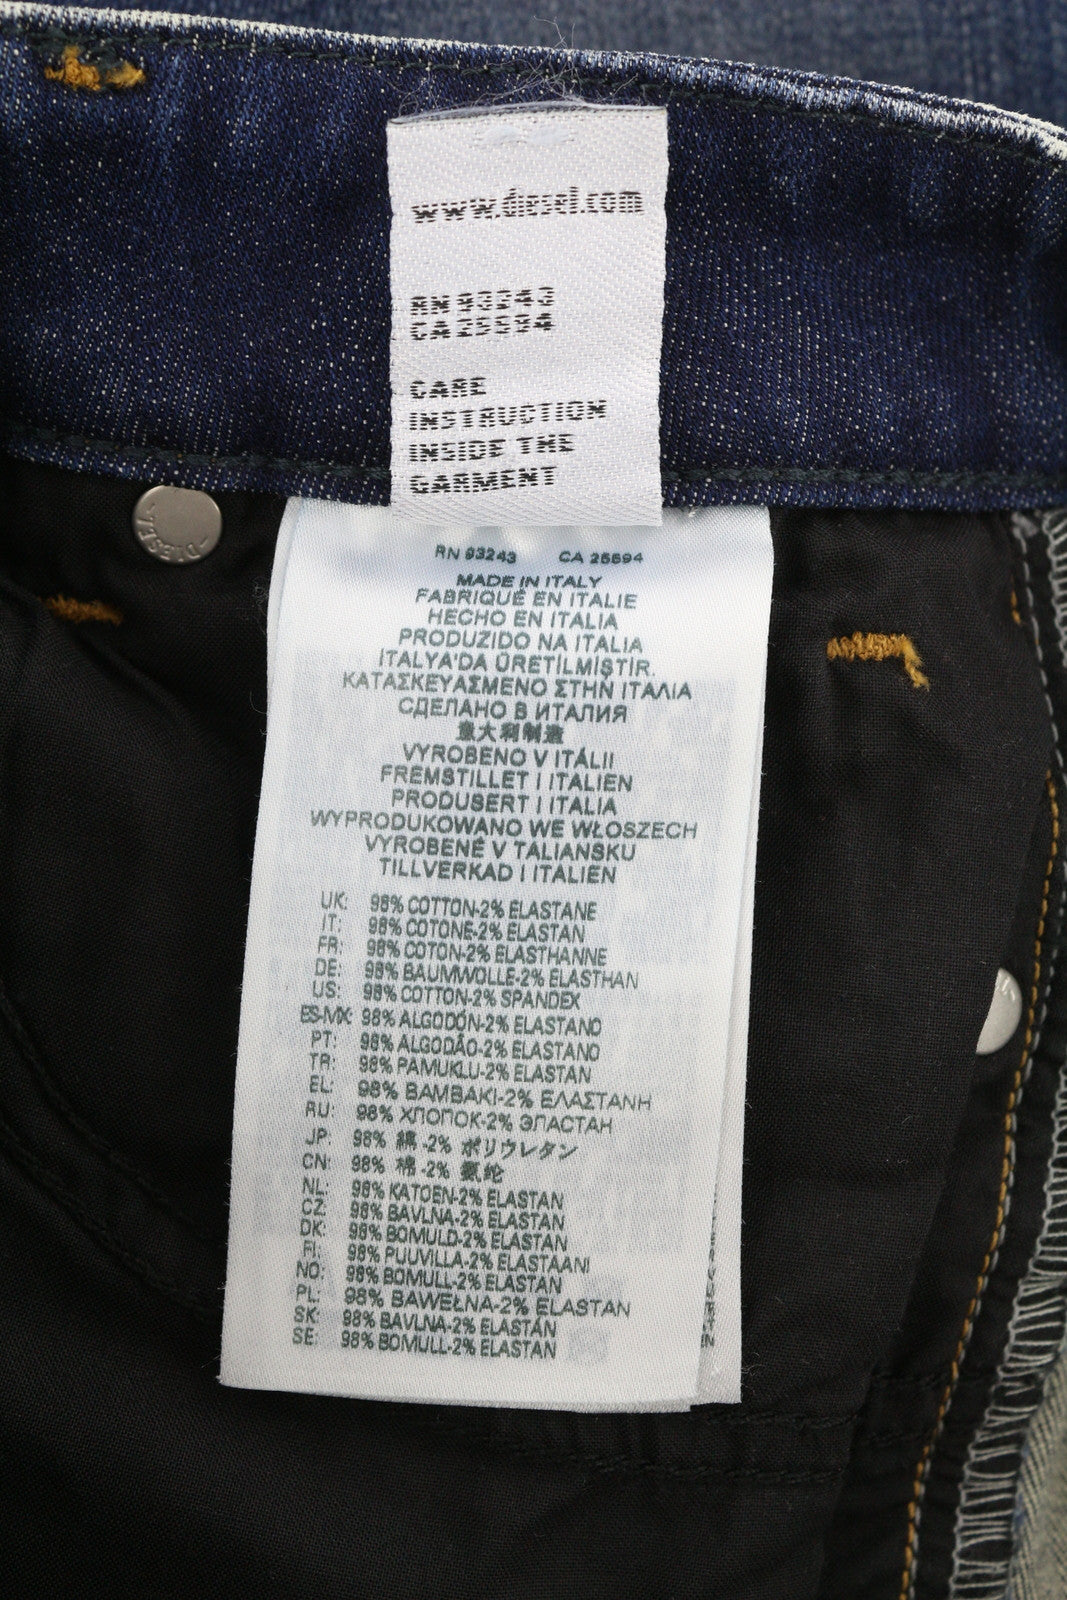 www.diesel.com
RN 93243
CA 25594
CARE
INSTRUCTION
INSIDE THE
GARMENT
DIESEL
RN 93243 CA 25594
MADE IN ITALY
FABRIQUÉ EN ITALIE
HECHO EN ITALIA
PRODUZIDO NA ITALIA
İTALYA'DA ÜRETİLMİŞTİR.
ΚΑΤΑΣΚΕΥΑΣΜΕΝΟ ΣΤΗΝ ΙΤΑΛΙΑ
СДЕЛАНО В ИТАЛИЯ
意大利制造
VYROBENO V ITÁLII
FREMSTILLET I ITALIEN
PRODUSERT I ITALIA
WYPRODUKOWANO WE WŁOSZECH
VYROBENÉ V TALIANSKU
TILLVERKAD I ITALIEN
UK: 98% COTTON-2% ELASTANE
IT: 98% COTONE-2% ELASTAN
FR: 98% COTON-2% ELASTHANNE
DE: 98% BAUMWOLLE-2% ELASTHAN
US: 98% COTTON-2% SPANDEX
ES-MX: 98% ALGODÓN-2% ELASTANO
PT: 98% ALGODÃO-2% ELASTANO
TR: 98% PAMUKLU-2% ELASTAN
EL: 98% ΒΑΜΒΑΚΙ-2% ΕΛΑΣΤΑΝΗ
RU: 98% ХЛОПОК-2% ЭЛАСТАН
JP: 98% 綿 -2% ポリウレタン
CN: 98% 棉 -2% 氨纶
NL: 98% KATOEN-2% ELASTAN
CZ: 98% BAVLNA-2% ELASTAN
DK: 98% BOMULD-2% ELASTAN
FI: 98% PUUVILLA-2% ELASTAANI
NO: 98% BOMULL-2% ELASTAN
PL: 98% BAWEŁNA-2% ELASTAN
SK: 98% BAVLNA-2% ELASTÁN
SE: 98% BOMULL-2% ELASTAN